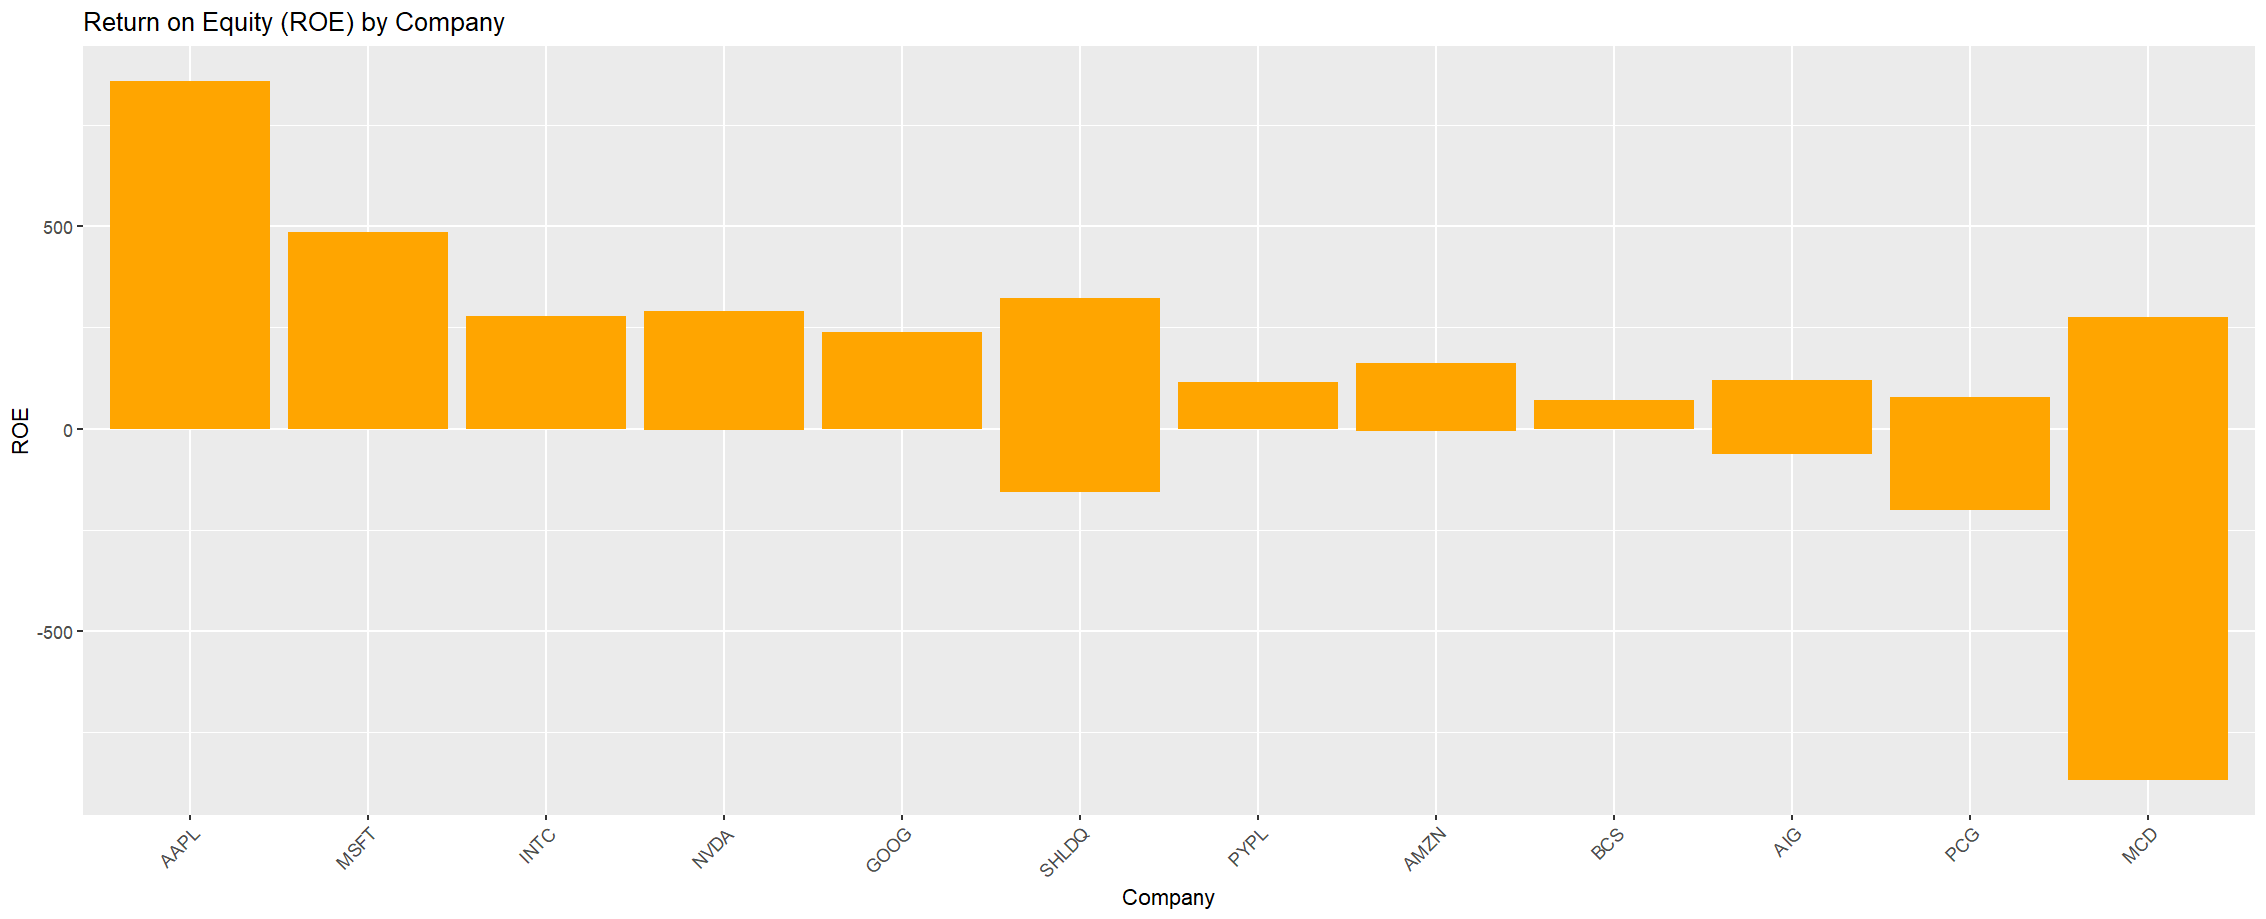 Return on Equity (ROE) by Company
ROE
500
0
-500
AAPL
MSFT
INTC
NVDA
GOOG
SHLDQ
PYPL
AMZN
BCS
AIG
PCG
MCD
Company